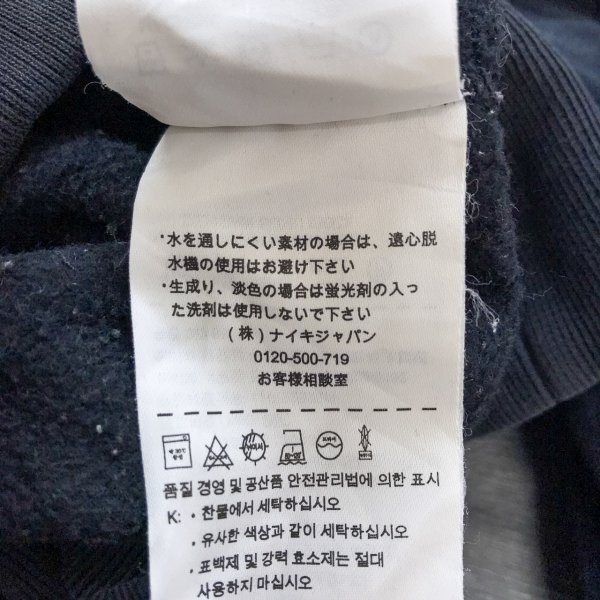 ・水を通しにくい素材の場合は、遠心脱
水機の使用はお避け下さい
・生成り、淡色の場合は蛍光剤の入っ
た洗剤は使用しないで下さい
(株)ナイキジャパン
0120-500-719
お客様相談室
품질 경영 및 공산품 안전관리법에 의한 표시
K: · 찬물에서 세탁하십시오
· 유사한 색상과 같이 세탁하십시오
· 표백제 및 강력 효소제는 절대
사용하지 마십시오